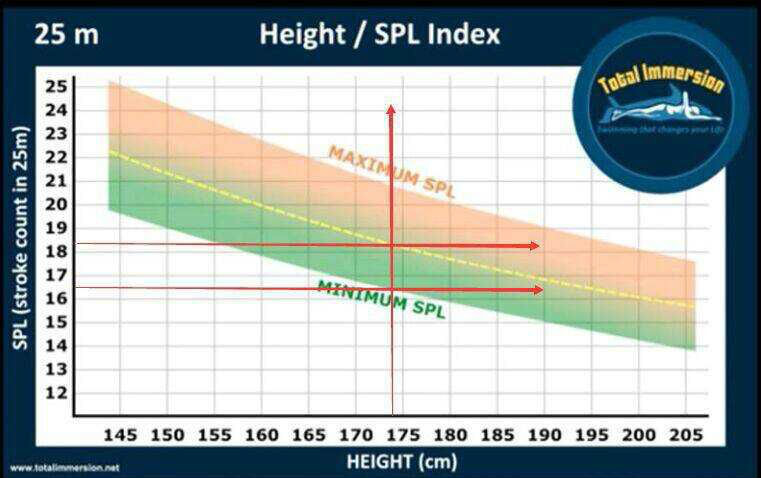 25 m
Height / SPL Index
Total Immersion
Swimming that changes your Life
SPL (stroke count in 25m)
25
24
23
22
21
20
19
18
17
16
15
14
13
12
MAXIMUM SPL
MINIMUM SPL
145 150 155 160 165 170 175 180 185 190 195 200 205
HEIGHT (cm)
www.totalimmersion.net